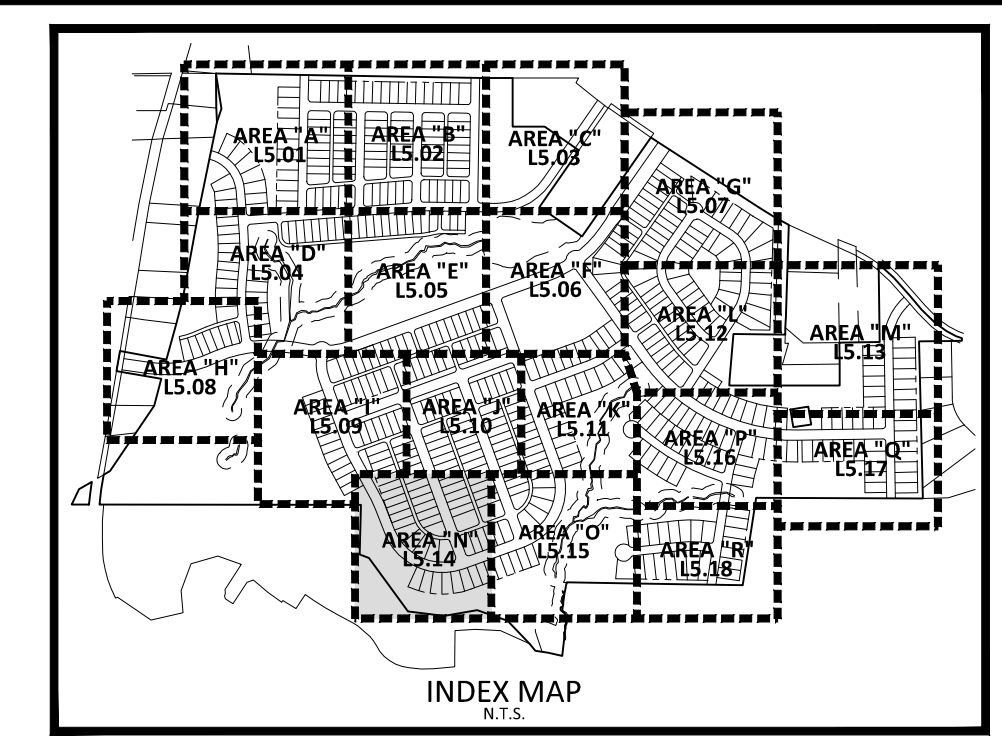 AREA "A"
L5.01
AREA "B"
L5.02
AREA "C"
L5.03
AREA "G"
L5.07
AREA "D"
L5.04
AREA "E"
L5.05
AREA "F"
L5.06
AREA "L"
L5.12
AREA "M"
L5.13
AREA "H"
L5.08
AREA "I"
L5.09
AREA "J"
L5.10
AREA "K"
L5.11
AREA "P"
L5.16
AREA "Q"
L5.17
AREA "N"
L5.14
AREA "O"
L5.15
AREA "R"
L5.18
INDEX MAP
N.T.S.